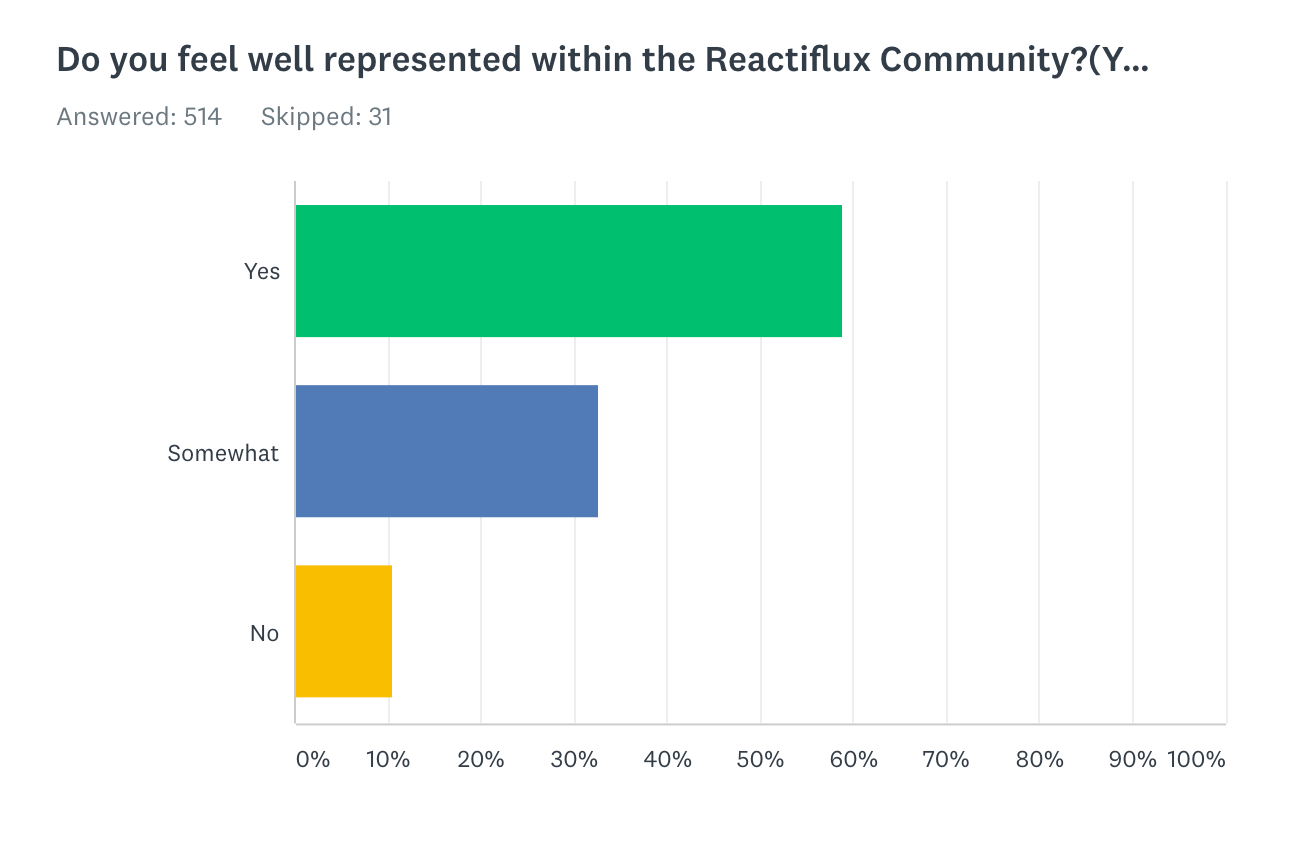 Do you feel well represented within the Reactiflux Community?(Y...
Answered: 514 Skipped: 31
Yes
Somewhat
No
0% 10% 20% 30% 40% 50% 60% 70% 80% 90% 100%